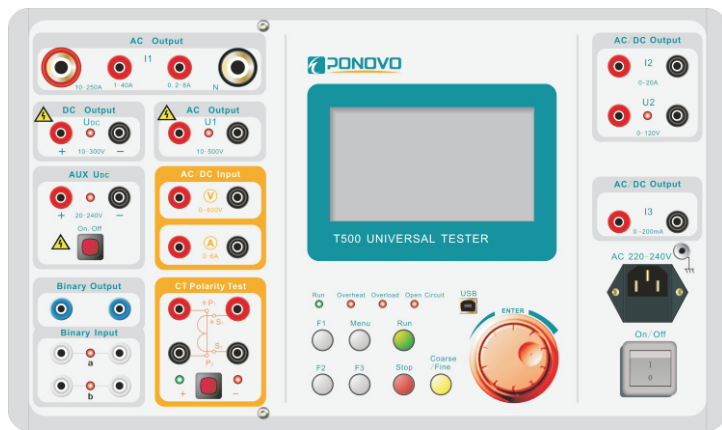 AC Output
I1
10-250A
1-40A
0.2-8A
N
DC Output
UDC
+
10-300V
−
AC Output
U1
10-500V
AUX UDC
+
20-240V
−
On/Off
AC/DC Input
V
0-600V
A
0-6A
Binary Output
Binary Input
a
b
CT Polarity Test
P1
S1
S2
P2
+
−
PONOVO
T500 UNIVERSAL TESTER
Run
Overheat
Overload
Open Circuit
USB
F1
Menu
Run
F2
F3
Stop
Coarse
/Fine
ENTER
AC/DC Output
I2
0-20A
U2
0-120V
AC/DC Output
I3
0-200mA
AC 220-240V
On/Off
I
0